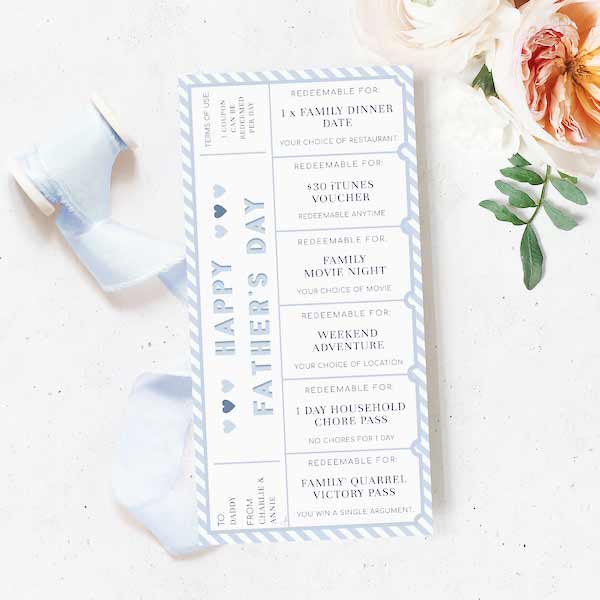 TERMS OF USE:
1 COUPON
CAN BE
REDEEMED
PER DAY
HAPPY
FATHER'S DAY
TO:
DADDY
FROM:
CHARLIE &
ANNIE
REDEEMABLE FOR:
1 x FAMILY DINNER
DATE
YOUR CHOICE OF RESTAURANT.
REDEEMABLE FOR:
$30 iTUNES
VOUCHER
REDEEMABLE ANYTIME
REDEEMABLE FOR:
FAMILY
MOVIE NIGHT
YOUR CHOICE OF MOVIE
REDEEMABLE FOR:
WEEKEND
ADVENTURE
YOUR CHOICE OF LOCATION
REDEEMABLE FOR:
1 DAY HOUSEHOLD
CHORE PASS
NO CHORES FOR 1 DAY
REDEEMABLE FOR:
FAMILY QUARREL
VICTORY PASS
YOU WIN A SINGLE ARGUMENT.